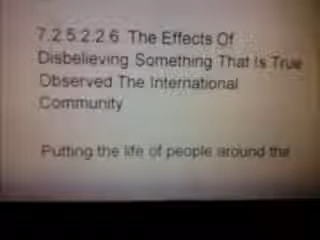 7.2.5.2.2.6 The Effects Of
Disbelieving Something That Is True
Observed The International
Community
Putting the life of people around the